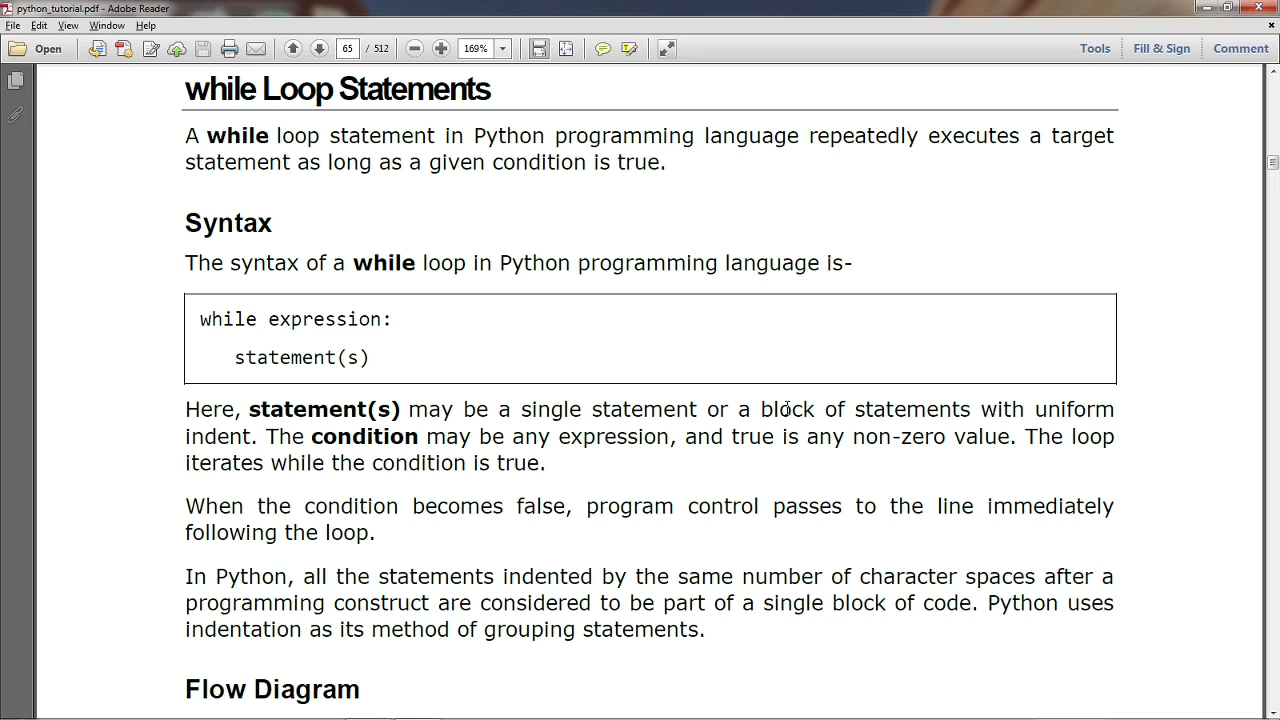 python_tutorial.pdf - Adobe Reader
File Edit View Window Help
Open 65 / 512 169% Tools Fill & Sign Comment
while Loop Statements
A while loop statement in Python programming language repeatedly executes a target
statement as long as a given condition is true.
Syntax
The syntax of a while loop in Python programming language is-
while expression:
statement(s)
Here, statement(s) may be a single statement or a block of statements with uniform
indent. The condition may be any expression, and true is any non-zero value. The loop
iterates while the condition is true.
When the condition becomes false, program control passes to the line immediately
following the loop.
In Python, all the statements indented by the same number of character spaces after a
programming construct are considered to be part of a single block of code. Python uses
indentation as its method of grouping statements.
Flow Diagram